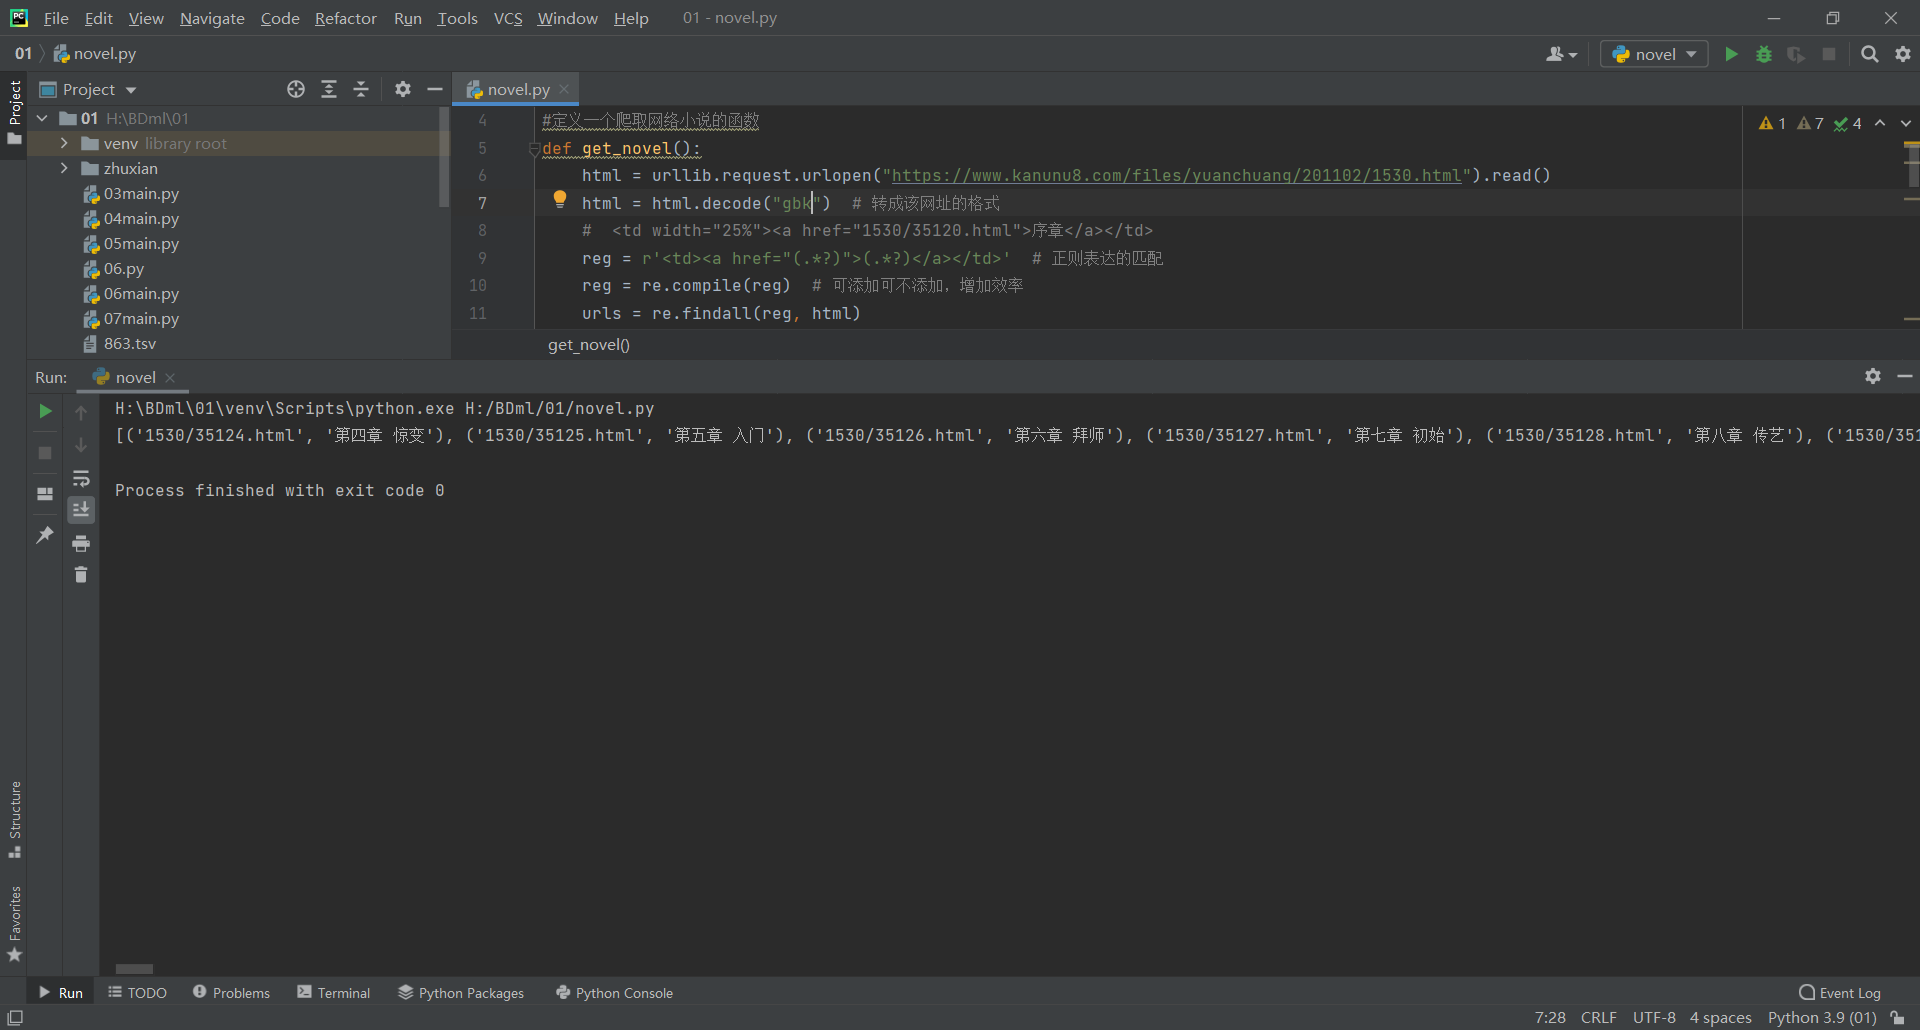 PC File Edit View Navigate Code Refactor Run Tools VCS Window Help 01 - novel.py
01 novel.py
novel
Project
Project
novel.py
01 H:\BDml\01
venv library root
zhuxian
03main.py
04main.py
05main.py
06.py
06main.py
07main.py
863.tsv
1 7 4
4 #定义一个爬取网络小说的函数
5 def get_novel():
6 html = urllib.request.urlopen("https://www.kanunu8.com/files/yuanchuang/201102/1530.html").read()
7 html = html.decode("gbk") # 转成该网址的格式
8 # <td width="25%"><a href="1530/35120.html">序章</a></td>
9 reg = r'<td><a href="(.*?)">(.*?)</a></td>' # 正则表达的匹配
10 reg = re.compile(reg) # 可添加可不添加，增加效率
11 urls = re.findall(reg, html)
get_novel()
Run: novel
H:\BDml\01\venv\Scripts\python.exe H:/BDml/01/novel.py
[('1530/35124.html', '第四章 惊变'), ('1530/35125.html', '第五章 入门'), ('1530/35126.html', '第六章 拜师'), ('1530/35127.html', '第七章 初始'), ('1530/35128.html', '第八章 传艺'), ('1530/351
Process finished with exit code 0
Structure
Favorites
Run TODO Problems Terminal Python Packages Python Console Event Log
7:28 CRLF UTF-8 4 spaces Python 3.9 (01)